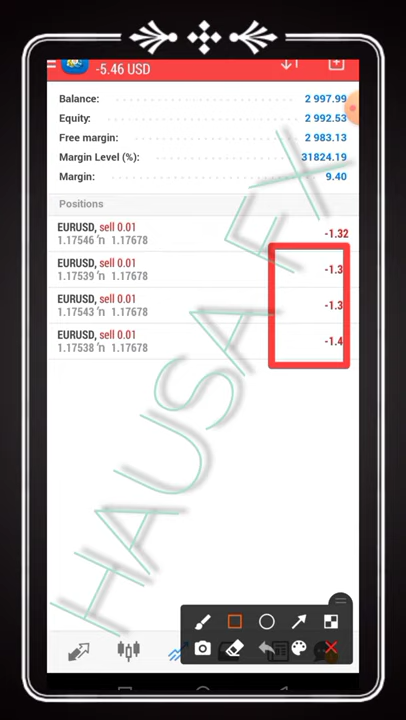 -5.46 USD
Balance: 2 997.99
Equity: 2 992.53
Free margin: 2 983.13
Margin Level (%): 31824.19
Margin: 9.40
Positions
EURUSD, sell 0.01 -1.32
1.17546 'n 1.17678
EURUSD, sell 0.01 -1.3
1.17539 'n 1.17678
EURUSD, sell 0.01 -1.3
1.17543 'n 1.17678
EURUSD, sell 0.01 -1.4
1.17538 'n 1.17678
HAUSA FX